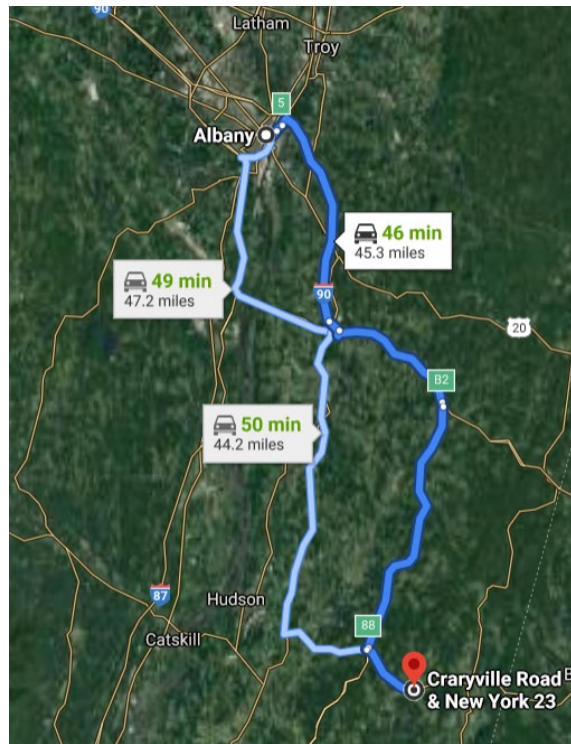 90
Latham
Troy
5
Albany
46 min
45.3 miles
49 min
47.2 miles
90
20
B2
50 min
44.2 miles
87
Hudson
88
Catskill
Craryville Road
& New York 23
B